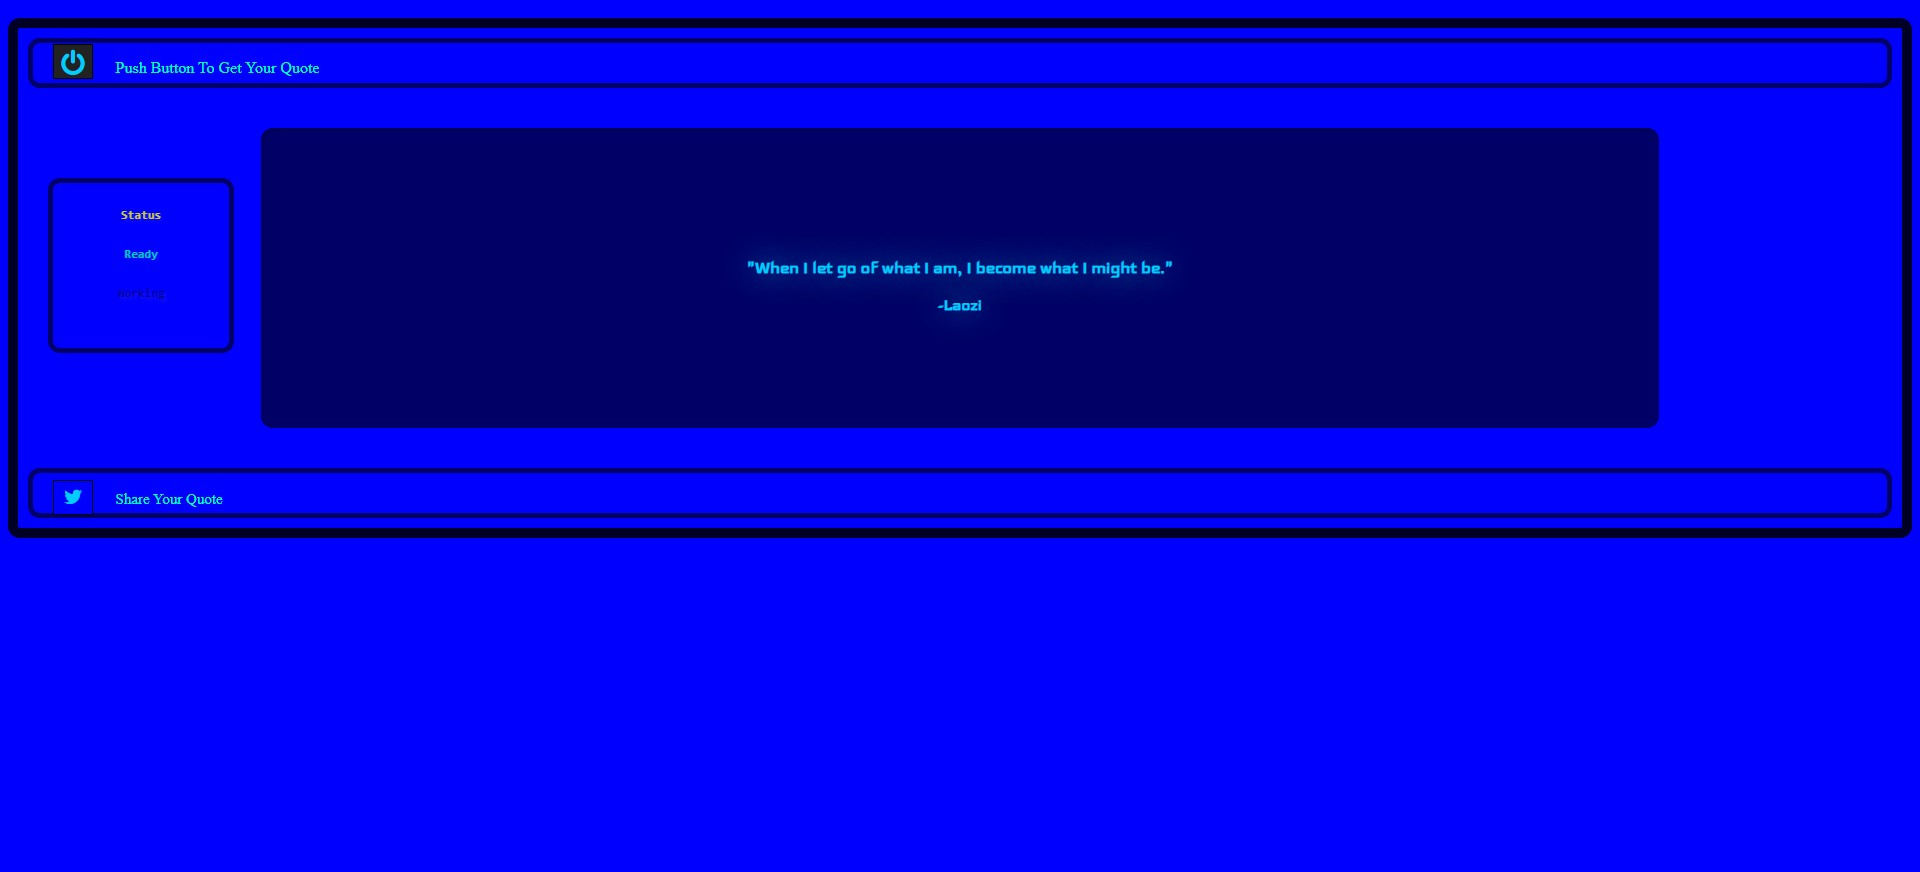 Push Button To Get Your Quote
Status
Ready
Working
"When I let go of what I am, I become what I might be."
-Laozi
Share Your Quote